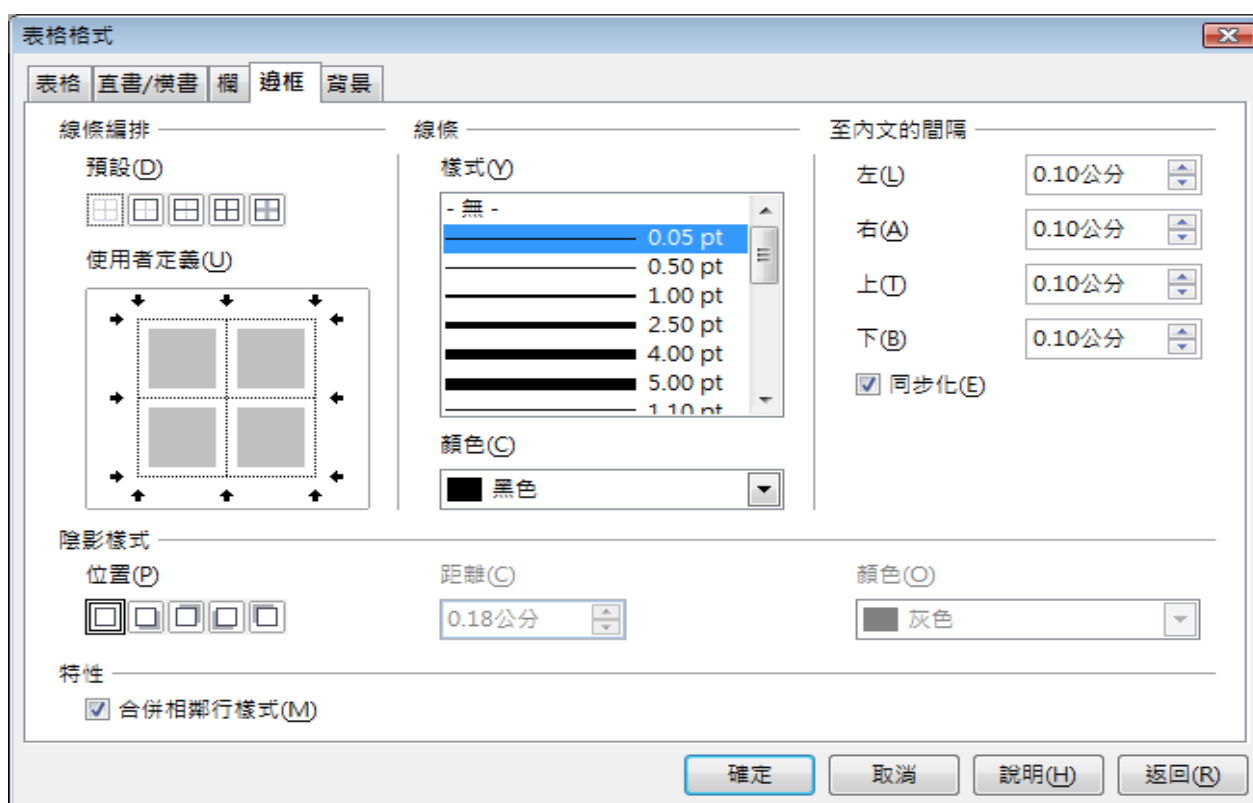 表格格式
表格 直書/橫書 欄 邊框 背景
線條編排
預設(D)
使用者定義(U)
線條
樣式(Y)
- 無 -
0.05 pt
0.50 pt
1.00 pt
2.50 pt
4.00 pt
5.00 pt
1.10 pt
顏色(C)
黑色
至內文的間隔
左(L) 0.10公分
右(A) 0.10公分
上(T) 0.10公分
下(B) 0.10公分
同步化(E)
陰影樣式
位置(P)
距離(C)
0.18公分
顏色(O)
灰色
特性
合併相鄰行樣式(M)
確定 取消 說明(H) 返回(R)